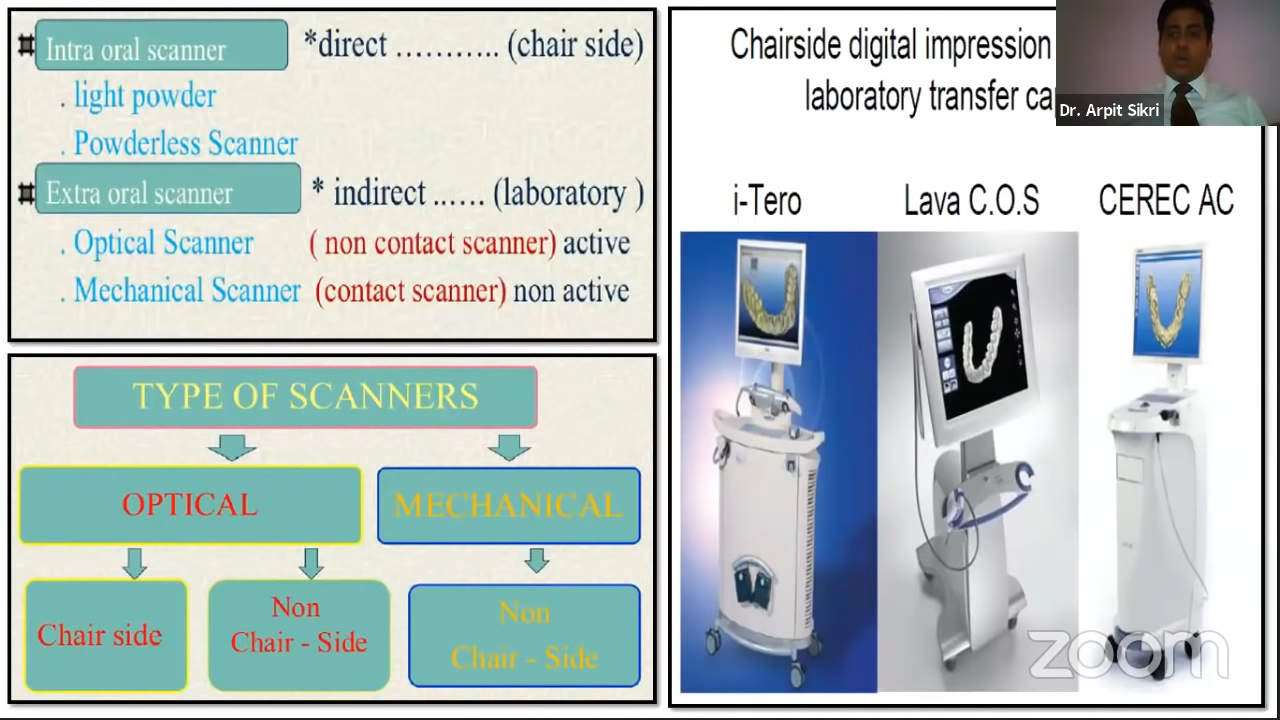 Intra oral scanner *direct ……….. (chair side)
. light powder
. Powderless Scanner
Extra oral scanner * indirect ..…. (laboratory )
. Optical Scanner ( non contact scanner) active
. Mechanical Scanner (contact scanner) non active
TYPE OF SCANNERS
OPTICAL
MECHANICAL
Chair side
Non
Chair - Side
Non
Chair - Side
Chairside digital impression
laboratory transfer ca
Dr. Arpit Sikri
i-Tero
Lava C.O.S
CEREC AC
zoom